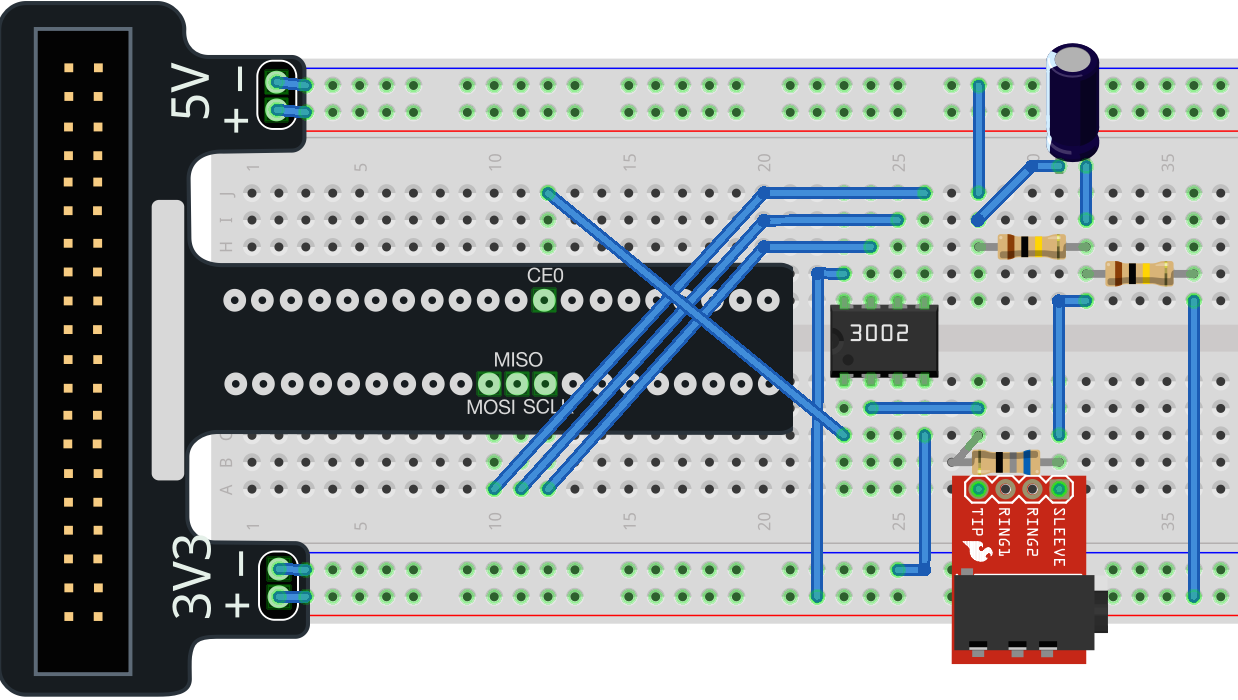 5V
−
+
1 5 10 15 20 25 30 35
J
I
H
CE0
MISO
MOSI SCLK
3002
C
B
A
1 5 10 15 20 25 35
TIP
RING1
RING2
SLEEVE
3V3
−
+